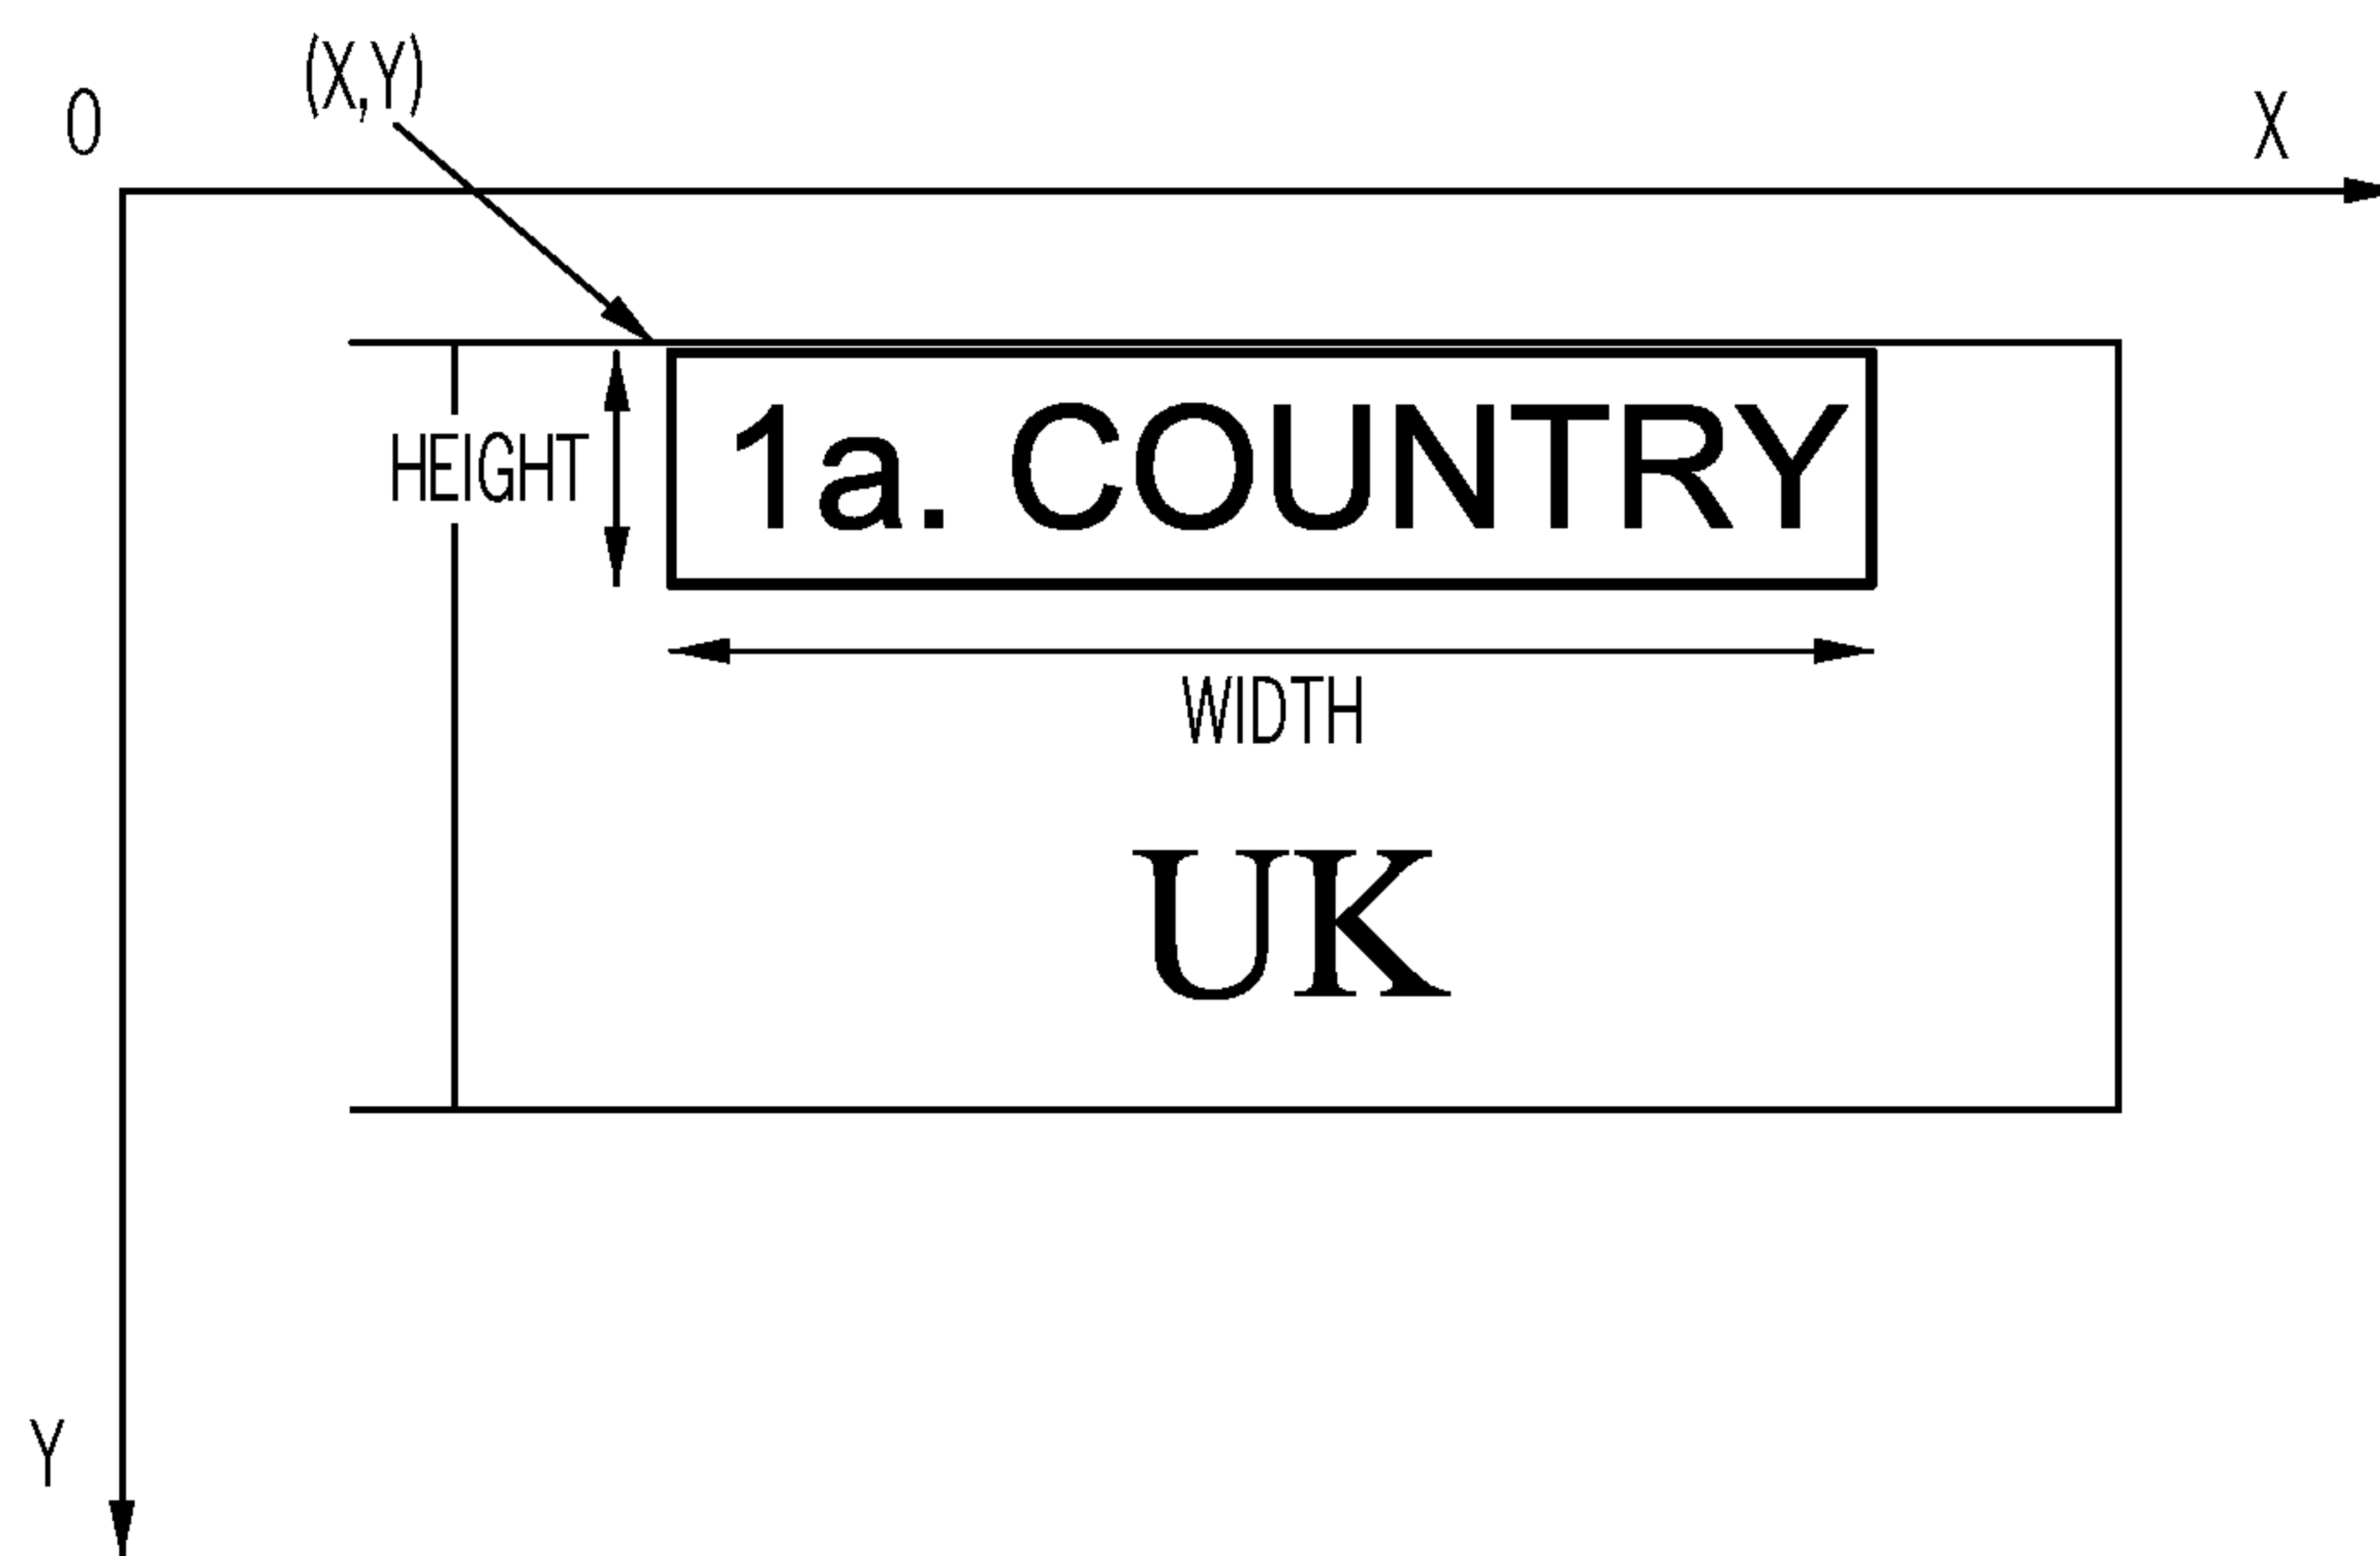 (X,Y)
O
X
HEIGHT
1a. COUNTRY
WIDTH
UK
Y